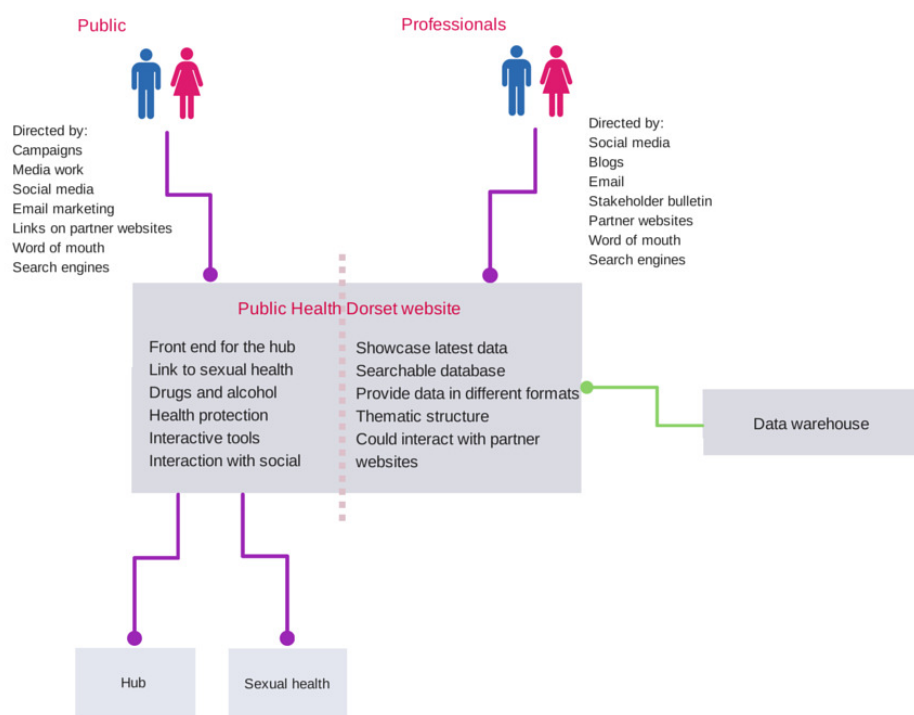 Public
Professionals
Directed by:
Campaigns
Media work
Social media
Email marketing
Links on partner websites
Word of mouth
Search engines
Directed by:
Social media
Blogs
Email
Stakeholder bulletin
Partner websites
Word of mouth
Search engines
Public Health Dorset website
Front end for the hub
Link to sexual health
Drugs and alcohol
Health protection
Interactive tools
Interaction with social
Showcase latest data
Searchable database
Provide data in different formats
Thematic structure
Could interact with partner
websites
Data warehouse
Hub
Sexual health